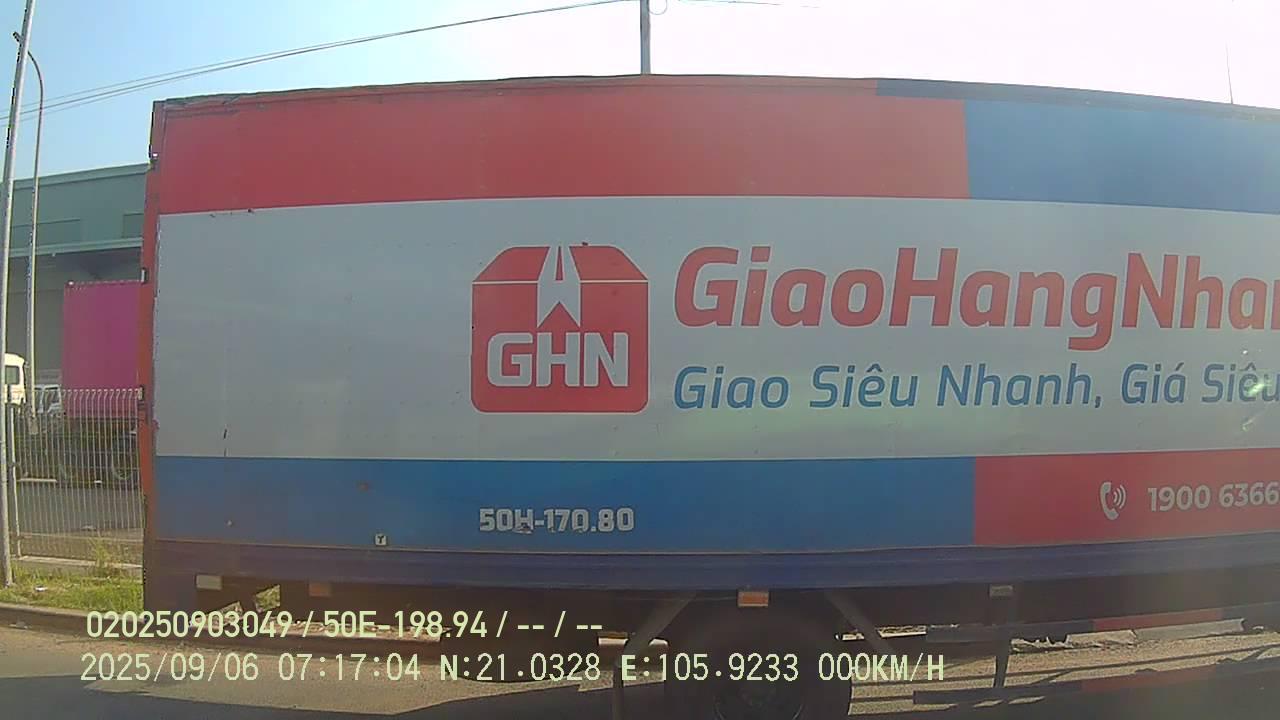 GHN
GiaoHangNha
Giao Siêu Nhanh, Giá Siêu
50H-170.80
1900 6366
020250903049 / 50E-198.94 / -- / --
2025/09/06 07:17:04 N:21.0328 E:105.9233 000KM/H